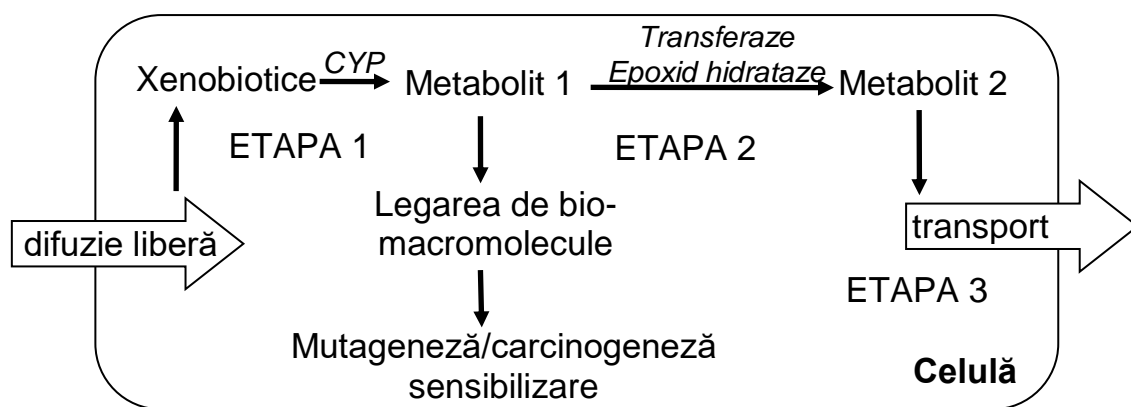 Xenobiotice
CYP
Metabolit 1
Transferaze
Epoxid hidrataze
Metabolit 2
ETAPA 1
ETAPA 2
difuzie liberă
Legarea de bio-
macromolecule
transport
ETAPA 3
Mutageneză/carcinogeneză
sensibilizare
Celulă